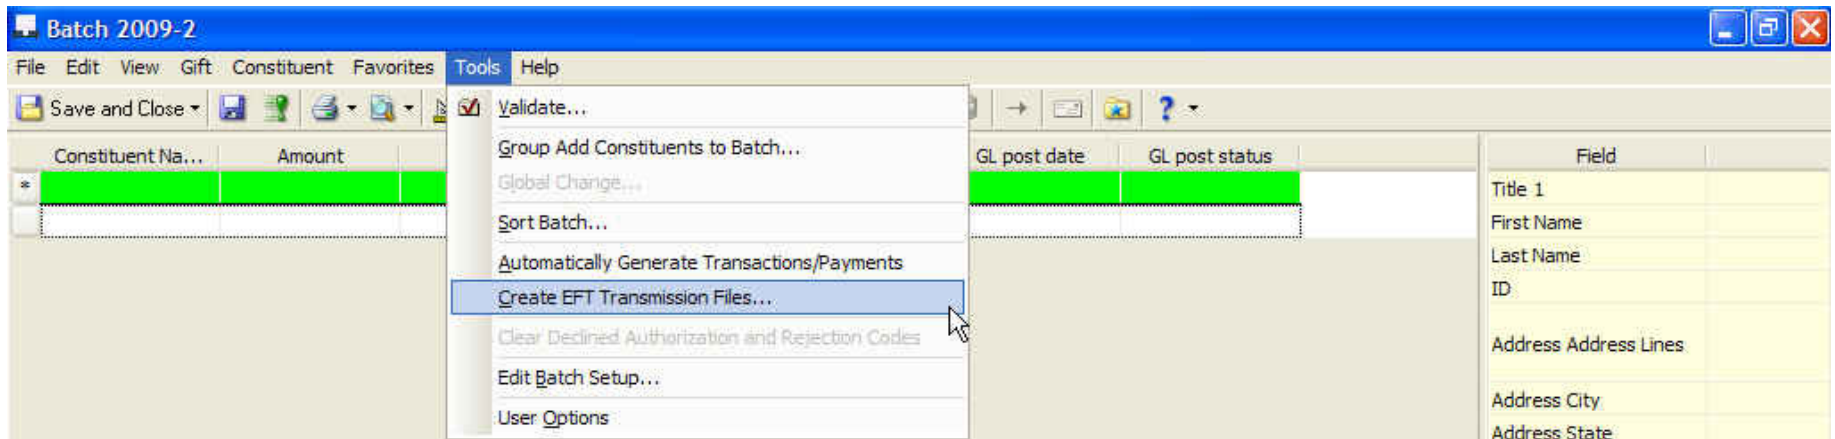 Batch 2009-2
File Edit View Gift Constituent Favorites Tools Help
Save and Close
?
Validate...
Group Add Constituents to Batch...
Global Change...
Sort Batch...
Automatically Generate Transactions/Payments
Create EFT Transmission Files...
Clear Declined Authorization and Rejection Codes
Edit Batch Setup...
User Options
Constituent Na... Amount GL post date GL post status
*
Field
Title 1
First Name
Last Name
ID
Address Address Lines
Address City
Address State